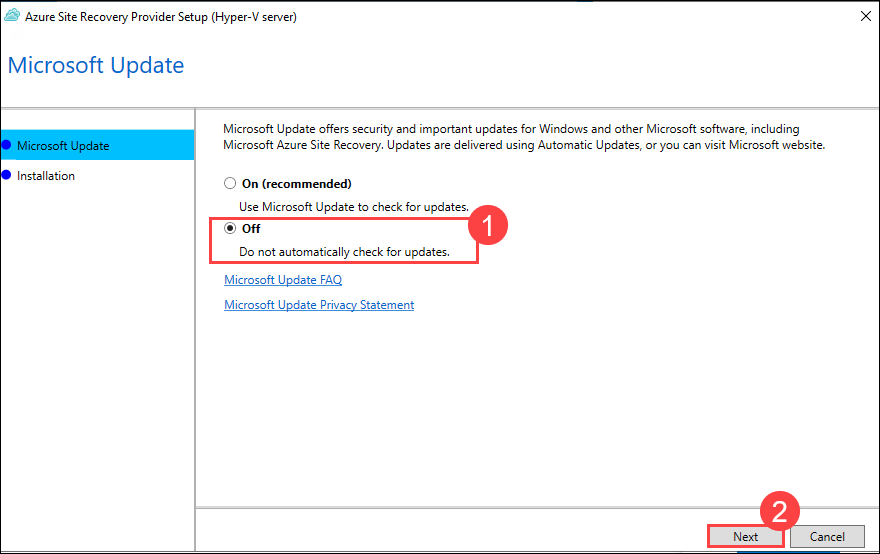 Azure Site Recovery Provider Setup (Hyper-V server)
Microsoft Update
Microsoft Update
Installation
Microsoft Update offers security and important updates for Windows and other Microsoft software, including
Microsoft Azure Site Recovery. Updates are delivered using Automatic Updates, or you can visit Microsoft website.
On (recommended)
Use Microsoft Update to check for updates.
1
Off
Do not automatically check for updates.
Microsoft Update FAQ
Microsoft Update Privacy Statement
2
Next
Cancel